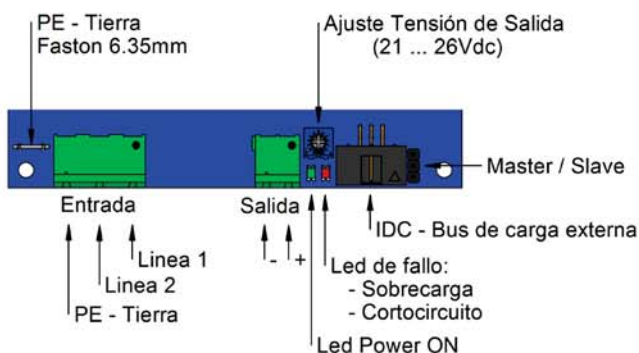 PE - Tierra
Faston 6.35mm
Ajuste Tensión de Salida
(21 ... 26Vdc)
Master / Slave
Entrada
Salida
IDC - Bus de carga externa
- +
Linea 1
Linea 2
PE - Tierra
Led de fallo:
- Sobrecarga
- Cortocircuito
Led Power ON